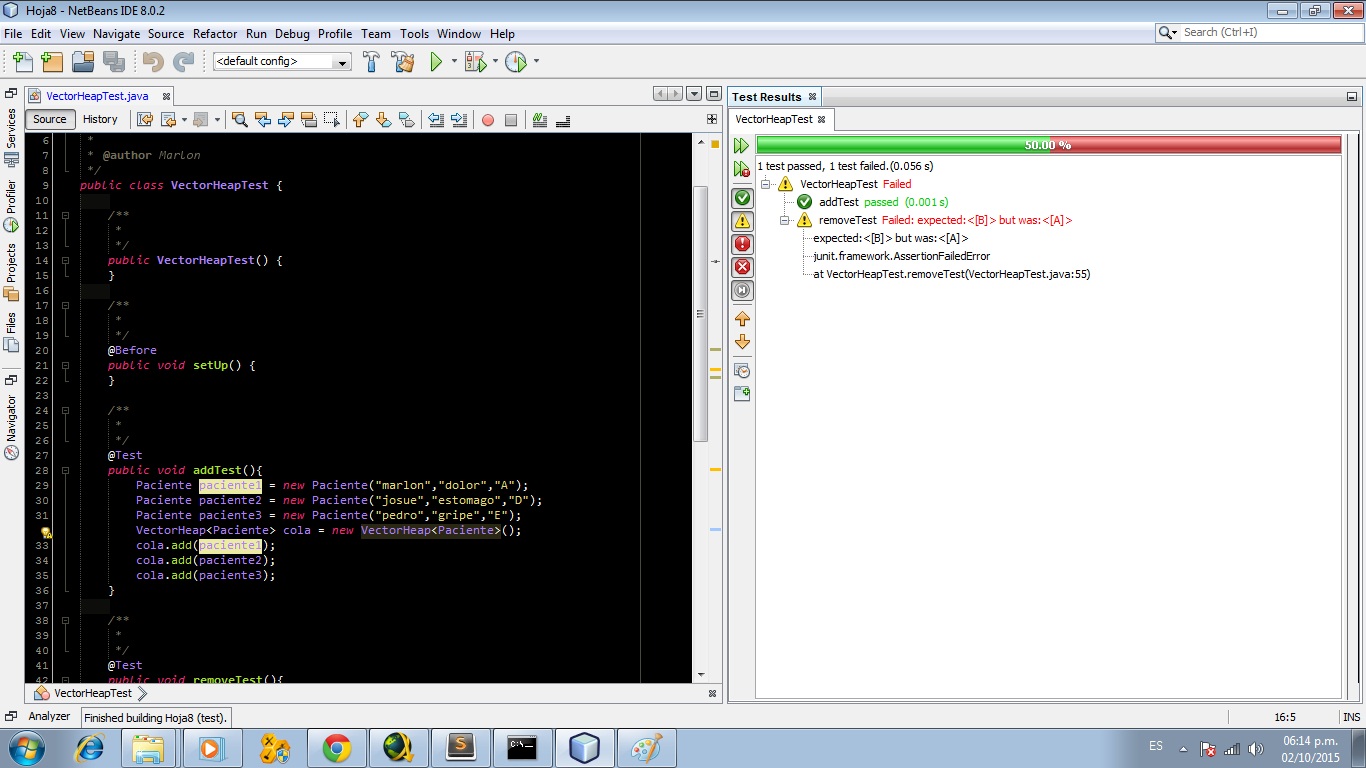 Hoja8 - NetBeans IDE 8.0.2
File Edit View Navigate Source Refactor Run Debug Profile Team Tools Window Help
Search (Ctrl+I)
<default config>
VectorHeapTest.java
Source History
Services
Profiler
Projects
Files
Navigator
6 *
7 * @author Marlon
8 */
9 public class VectorHeapTest {
10
11 /**
12 *
13 */
14 public VectorHeapTest() {
15 }
16
17 /**
18 *
19 */
20 @Before
21 public void setUp() {
22 }
23
24 /**
25 *
26 */
27 @Test
28 public void addTest(){
29 Paciente paciente1 = new Paciente("marlon","dolor","A");
30 Paciente paciente2 = new Paciente("josue","estomago","D");
31 Paciente paciente3 = new Paciente("pedro","gripe","E");
VectorHeap<Paciente> cola = new VectorHeap<Paciente>();
33 cola.add(paciente1);
34 cola.add(paciente2);
35 cola.add(paciente3);
36 }
37
38 /**
39 *
40 */
41 @Test
42 public void removeTest(){
VectorHeapTest
Test Results
VectorHeapTest
50.00 %
1 test passed, 1 test failed.(0.056 s)
VectorHeapTest Failed
addTest passed (0.001 s)
removeTest Failed: expected:<[B]> but was:<[A]>
expected:<[B]> but was:<[A]>
junit.framework.AssertionFailedError
at VectorHeapTest.removeTest(VectorHeapTest.java:55)
Analyzer
Finished building Hoja8 (test).
16:5 INS
ES
06:14 p.m.
02/10/2015